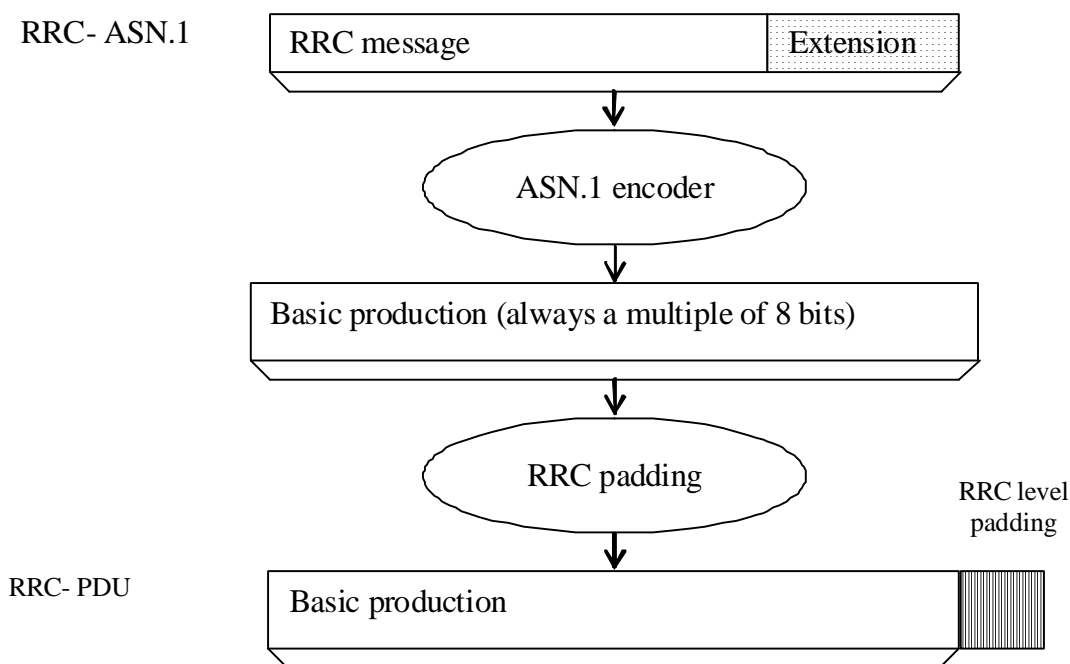 RRC- ASN.1
RRC message
Extension
ASN.1 encoder
Basic production (always a multiple of 8 bits)
RRC padding
RRC level
padding
RRC- PDU
Basic production